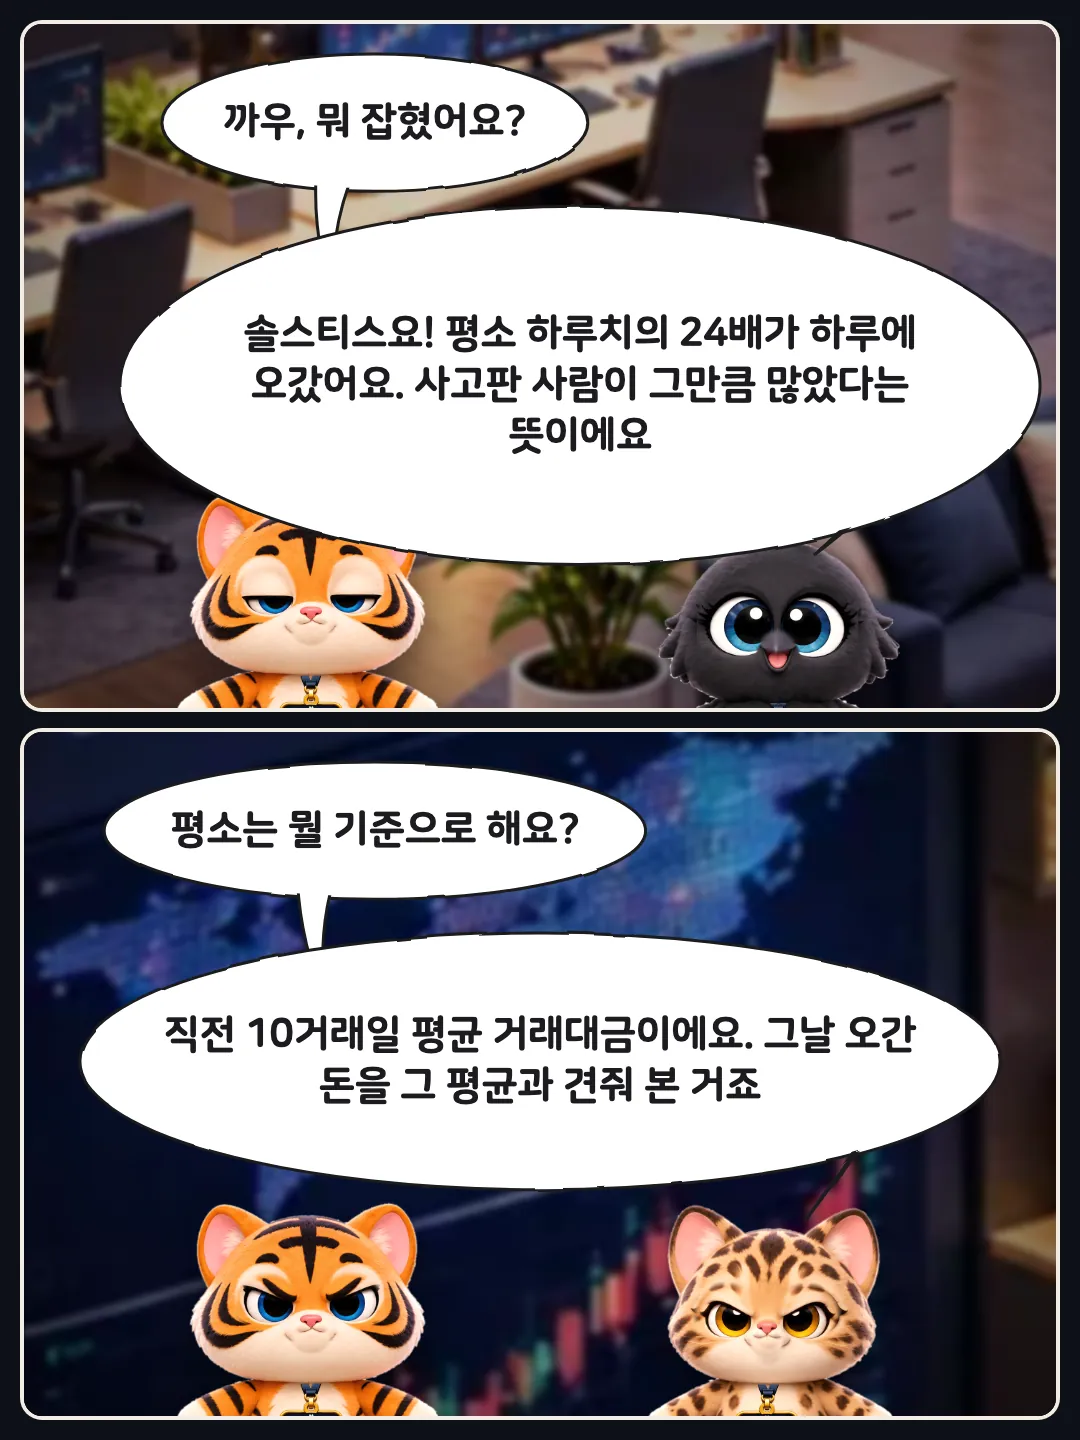 까우, 뭐 잡혔어요?
솔스티스요! 평소 하루치의 24배가 하루에
오갔어요. 사고판 사람이 그만큼 많았다는
뜻이에요
평소는 뭘 기준으로 해요?
직전 10거래일 평균 거래대금이에요. 그날 오간
돈을 그 평균과 견줘 본 거죠